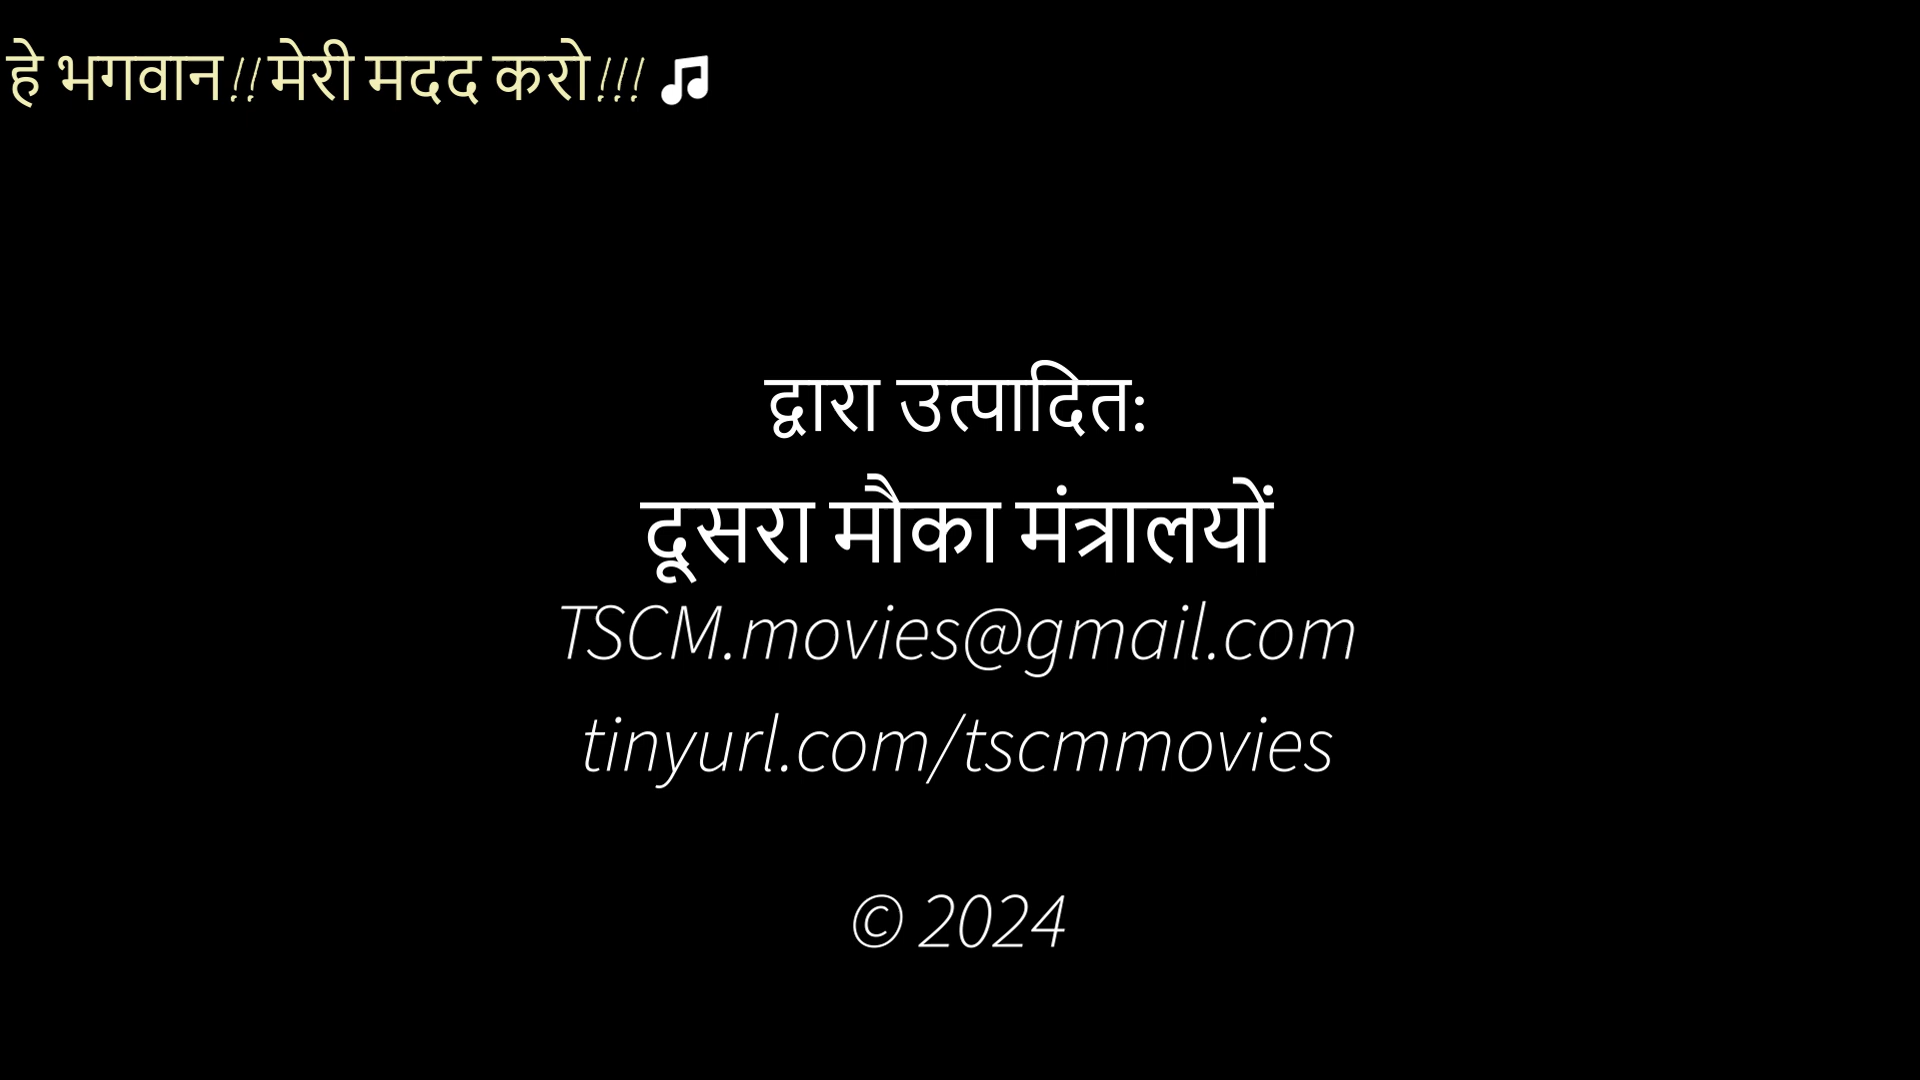 हे भगवान!! मेरी मदद करो!!! 🎵
द्वारा उत्पादित:
दूसरा मौका मंत्रालयों
TSCM.movies@gmail.com
tinyurl.com/tscmmovies
© 2024